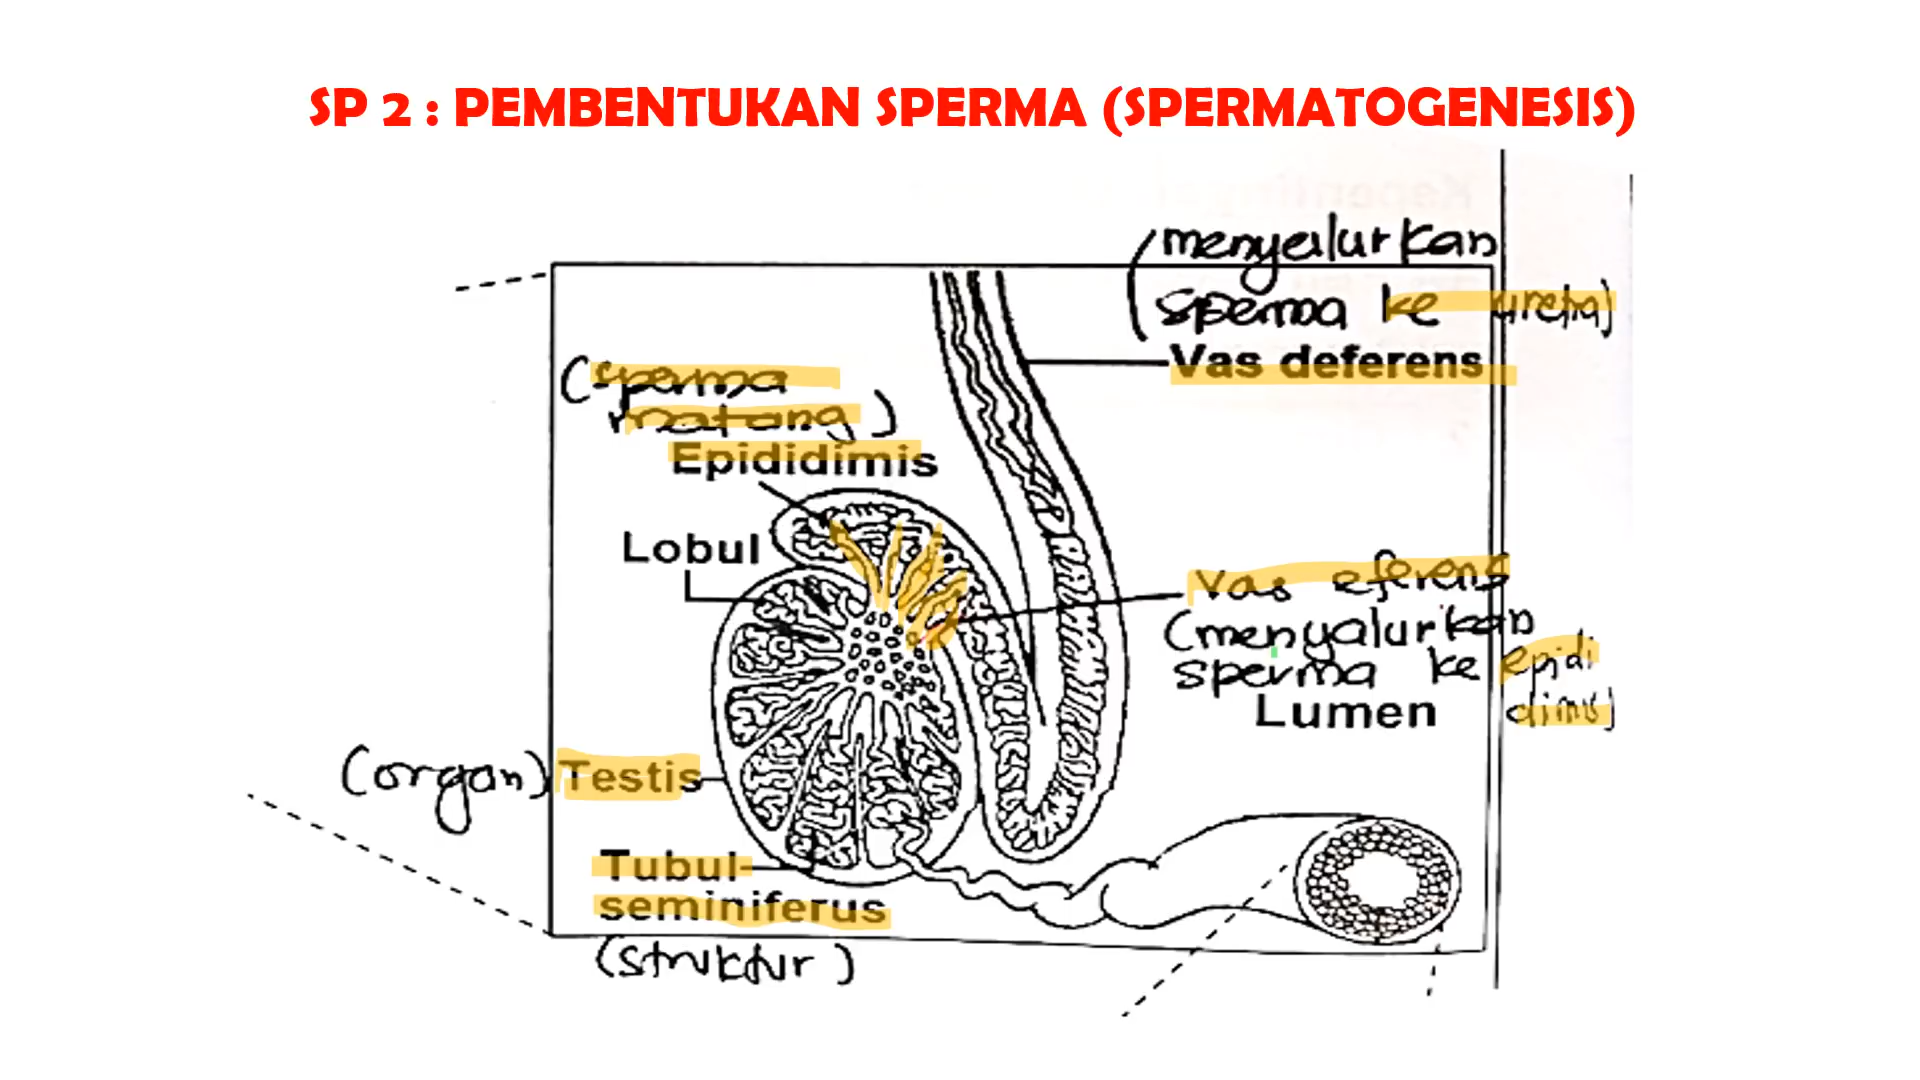 SP 2 : PEMBENTUKAN SPERMA (SPERMATOGENESIS)
(menyalurkan
sperma ke uretra)
Vas deferens
(sperma
matang)
Epididimis
Lobul
Vas eferens
(menyalurkan
sperma ke epidi
dimis)
Lumen
(organ) Testis
Tubul
seminiferus
(struktur)